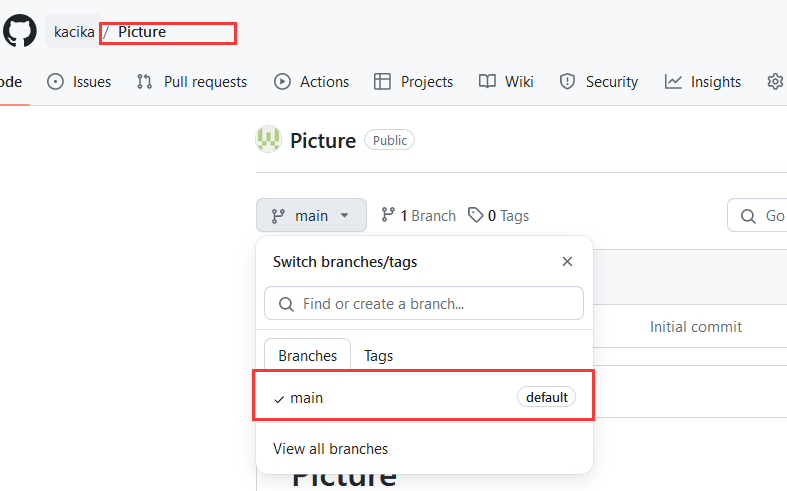 kacika / Picture
ode Issues Pull requests Actions Projects Wiki Security Insights
Picture Public
main 1 Branch 0 Tags Go
Switch branches/tags
Find or create a branch...
Initial commit
Branches Tags
main default
View all branches
Picture